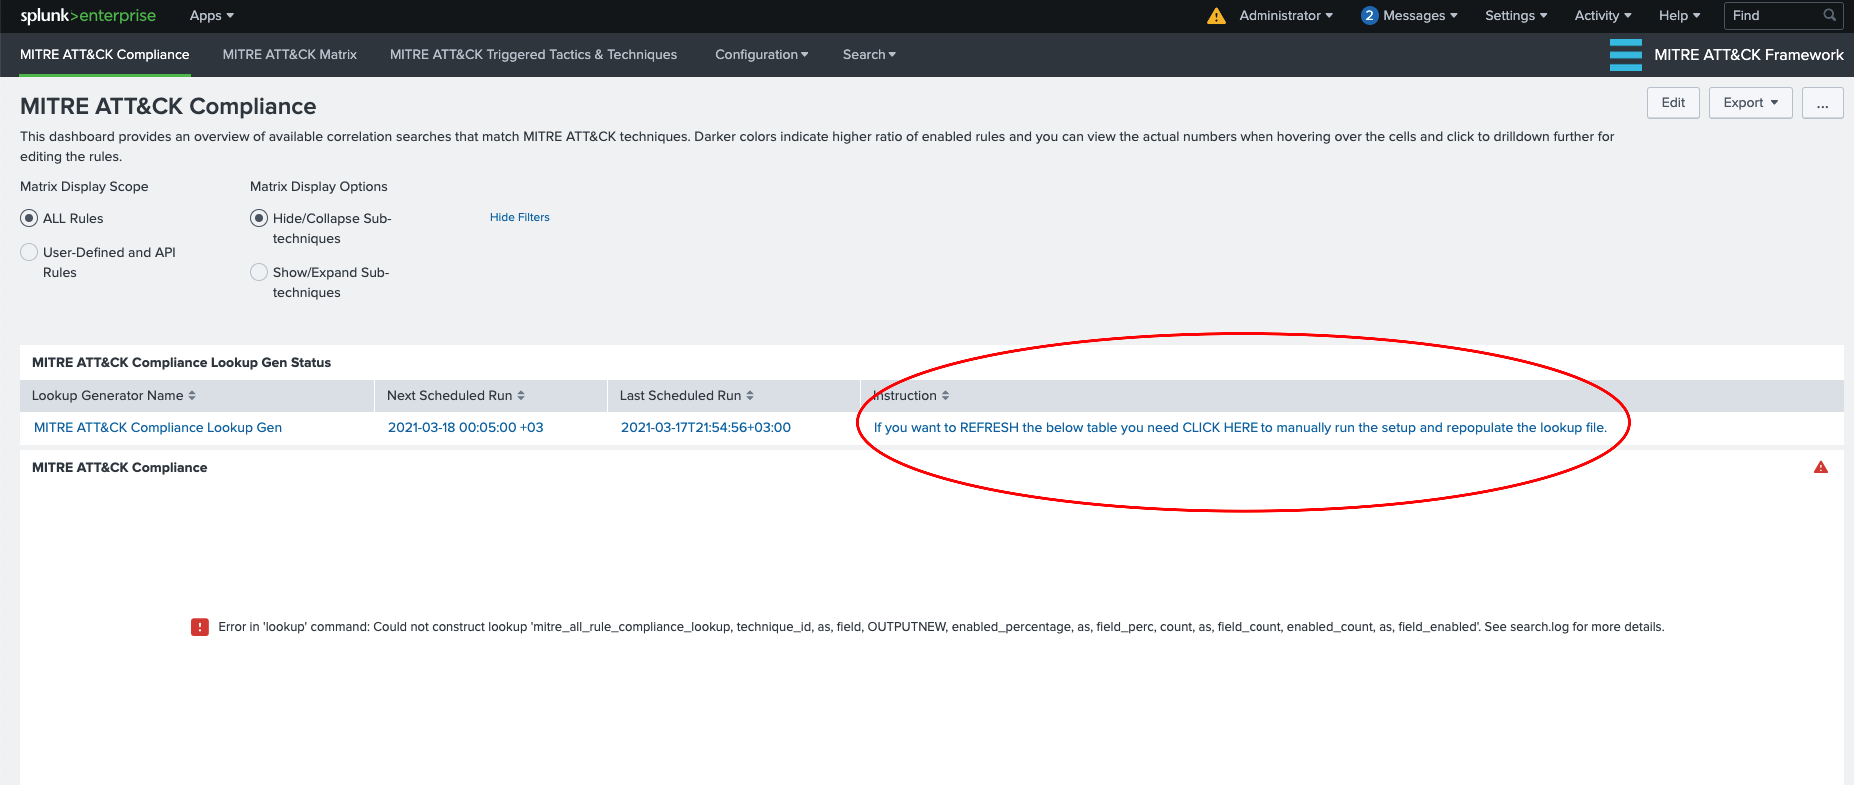 splunk>enterprise Apps Administrator 2 Messages Settings Activity Help Find
MITRE ATT&CK Compliance MITRE ATT&CK Matrix MITRE ATT&CK Triggered Tactics & Techniques Configuration Search MITRE ATT&CK Framework
MITRE ATT&CK Compliance
Edit Export ...
This dashboard provides an overview of available correlation searches that match MITRE ATT&CK techniques. Darker colors indicate higher ratio of enabled rules and you can view the actual numbers when hovering over the cells and click to drilldown further for
editing the rules.
Matrix Display Scope
ALL Rules
User-Defined and API
Rules
Matrix Display Options
Hide/Collapse Sub-
techniques
Show/Expand Sub-
techniques
Hide Filters
MITRE ATT&CK Compliance Lookup Gen Status
Lookup Generator Name Next Scheduled Run Last Scheduled Run Instruction
MITRE ATT&CK Compliance Lookup Gen 2021-03-18 00:05:00 +03 2021-03-17T21:54:56+03:00 If you want to REFRESH the below table you need CLICK HERE to manually run the setup and repopulate the lookup file.
MITRE ATT&CK Compliance
Error in 'lookup' command: Could not construct lookup 'mitre_all_rule_compliance_lookup, technique_id, as, field, OUTPUTNEW, enabled_percentage, as, field_perc, count, as, field_count, enabled_count, as, field_enabled'. See search.log for more details.